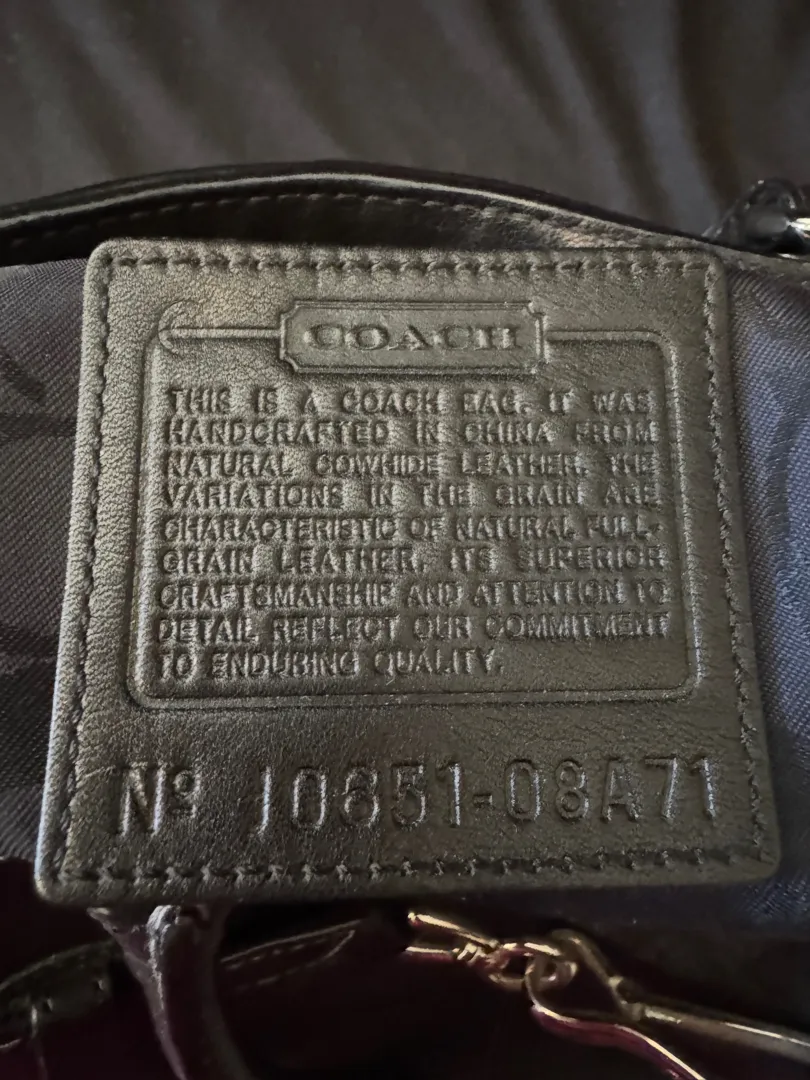 COACH
THIS IS A COACH BAG. IT WAS
HANDCRAFTED IN CHINA FROM
NATURAL COWHIDE LEATHER. THE
VARIATIONS IN THE GRAIN ARE
CHARACTERISTIC OF NATURAL FULL-
GRAIN LEATHER. ITS SUPERIOR
CRAFTSMANSHIP AND ATTENTION TO
DETAIL REFLECT OUR COMMITMENT
TO ENDURING QUALITY.
Nº J0651-08A71